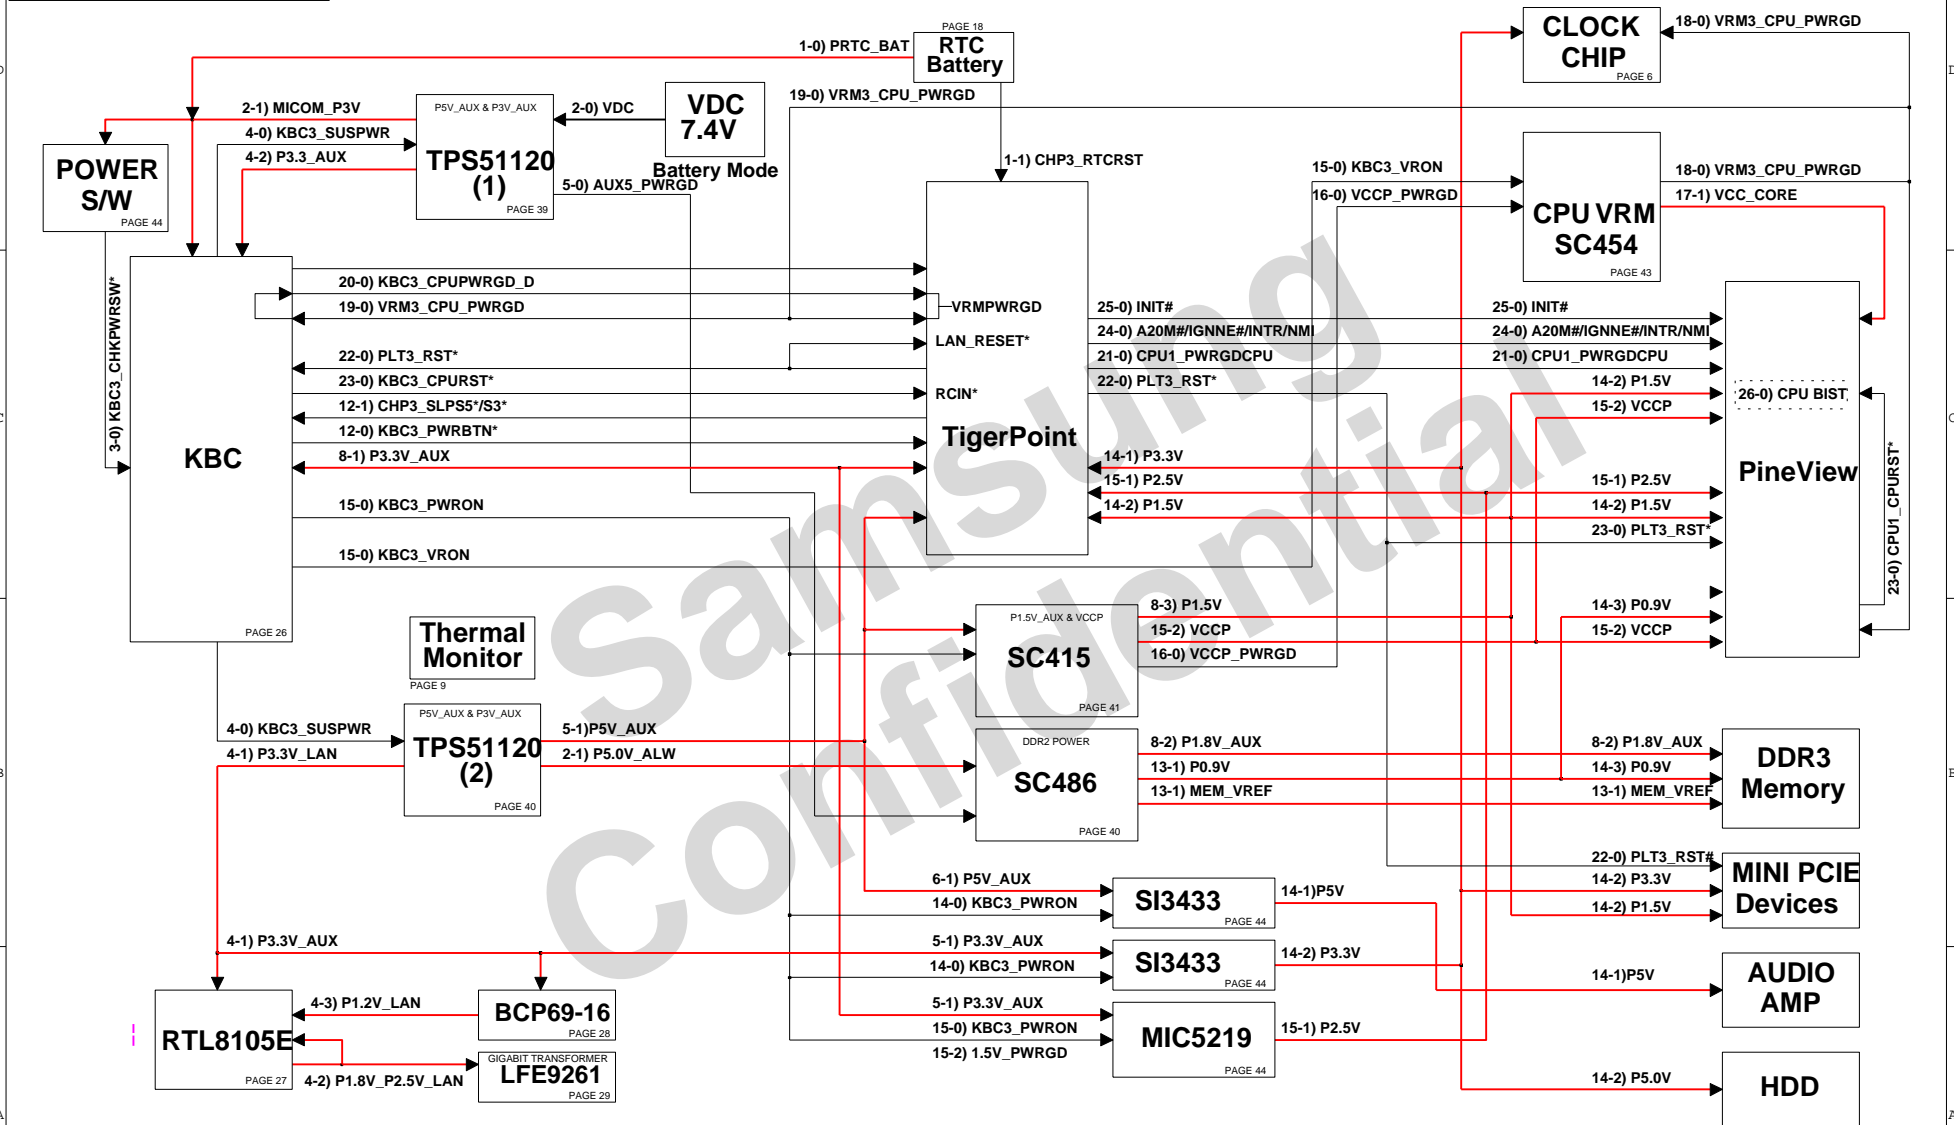 PAGE 18
RTC
Battery
1-0) PRTC_BAT
CLOCK
CHIP
PAGE 6
18-0) VRM3_CPU_PWRGD
2-1) MICOM_P3V
4-0) KBC3_SUSPWR
4-2) P3.3_AUX
P5V_AUX & P3V_AUX
TPS51120
(1)
PAGE 39
2-0) VDC
VDC
7.4V
Battery Mode
5-0) AUX5_PWRGD
19-0) VRM3_CPU_PWRGD
1-1) CHP3_RTCRST
POWER
S/W
PAGE 44
3-0) KBC3_CHKPWRSW*
15-0) KBC3_VRON
16-0) VCCP_PWRGD
CPU VRM
SC454
PAGE 43
18-0) VRM3_CPU_PWRGD
17-1) VCC_CORE
KBC
PAGE 26
20-0) KBC3_CPUPWRGD_D
19-0) VRM3_CPU_PWRGD
22-0) PLT3_RST*
23-0) KBC3_CPURST*
12-1) CHP3_SLPS5*/S3*
12-0) KBC3_PWRBTN*
8-1) P3.3V_AUX
15-0) KBC3_PWRON
15-0) KBC3_VRON
VRMPWRGD
LAN_RESET*
RCIN*
TigerPoint
25-0) INIT#
24-0) A20M#/IGNNE#/INTR/NMI
21-0) CPU1_PWRGDCPU
22-0) PLT3_RST*
14-1) P3.3V
15-1) P2.5V
14-2) P1.5V
25-0) INIT#
24-0) A20M#/IGNNE#/INTR/NMI
21-0) CPU1_PWRGDCPU
14-2) P1.5V
15-2) VCCP
15-1) P2.5V
14-2) P1.5V
23-0) PLT3_RST*
14-3) P0.9V
15-2) VCCP
26-0) CPU BIST
PineView
23-0) CPU1_CPURST*
Thermal
Monitor
PAGE 9
P1.5V_AUX & VCCP
SC415
PAGE 41
8-3) P1.5V
15-2) VCCP
16-0) VCCP_PWRGD
4-0) KBC3_SUSPWR
4-1) P3.3V_LAN
P5V_AUX & P3V_AUX
TPS51120
(2)
PAGE 40
5-1)P5V_AUX
2-1) P5.0V_ALW
DDR2 POWER
SC486
PAGE 40
8-2) P1.8V_AUX
13-1) P0.9V
13-1) MEM_VREF
8-2) P1.8V_AUX
14-3) P0.9V
13-1) MEM_VREF
DDR3
Memory
22-0) PLT3_RST#
14-2) P3.3V
14-2) P1.5V
MINI PCIE
Devices
6-1) P5V_AUX
14-0) KBC3_PWRON
SI3433
PAGE 44
14-1)P5V
4-1) P3.3V_AUX
5-1) P3.3V_AUX
14-0) KBC3_PWRON
SI3433
PAGE 44
14-2) P3.3V
14-1)P5V
AUDIO
AMP
5-1) P3.3V_AUX
15-0) KBC3_PWRON
15-2) 1.5V_PWRGD
MIC5219
PAGE 44
15-1) P2.5V
4-3) P1.2V_LAN
BCP69-16
PAGE 28
RTL8105E
PAGE 27
4-2) P1.8V_P2.5V_LAN
GIGABIT TRANSFORMER
LFE9261
PAGE 29
14-2) P5.0V
HDD
Samsung
Confidential